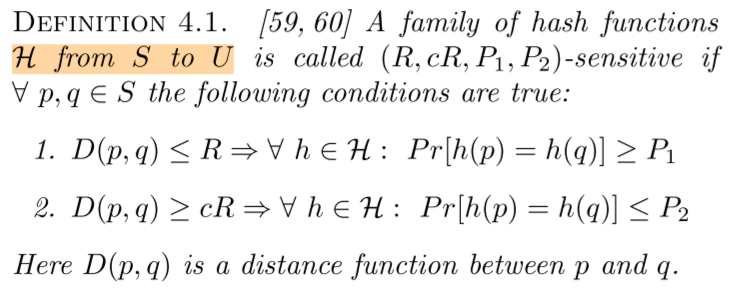 DEFINITION 4.1. [59, 60] A family of hash functions
ℋ from S to U is called (R, cR, P₁, P₂)-sensitive if
∀ p, q ∈ S the following conditions are true:
1. D(p, q) ≤ R ⇒ ∀ h ∈ ℋ : Pr[h(p) = h(q)] ≥ P₁
2. D(p, q) ≥ cR ⇒ ∀ h ∈ ℋ : Pr[h(p) = h(q)] ≤ P₂
Here D(p, q) is a distance function between p and q.